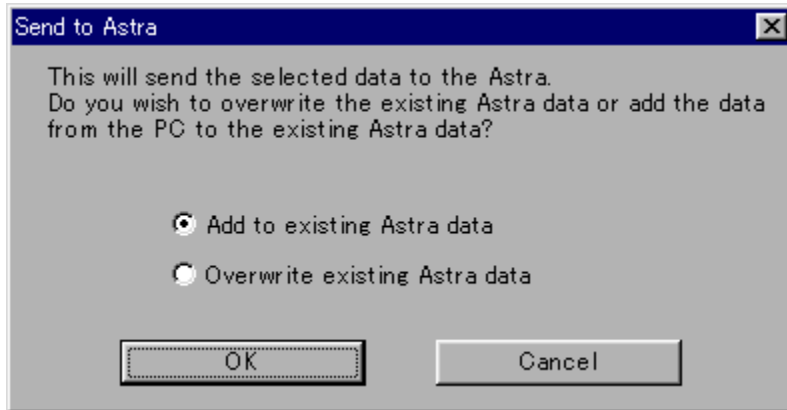 Send to Astra
This will send the selected data to the Astra.
Do you wish to overwrite the existing Astra data or add the data
from the PC to the existing Astra data?
Add to existing Astra data
Overwrite existing Astra data
OK
Cancel